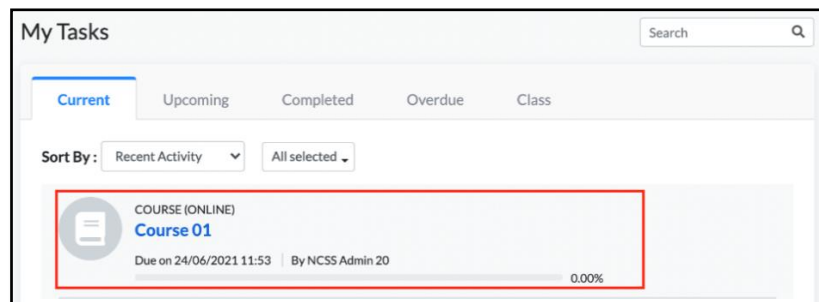 My Tasks
Search
Current Upcoming Completed Overdue Class
Sort By : Recent Activity All selected
COURSE (ONLINE)
Course 01
Due on 24/06/2021 11:53 | By NCSS Admin 20
0.00%